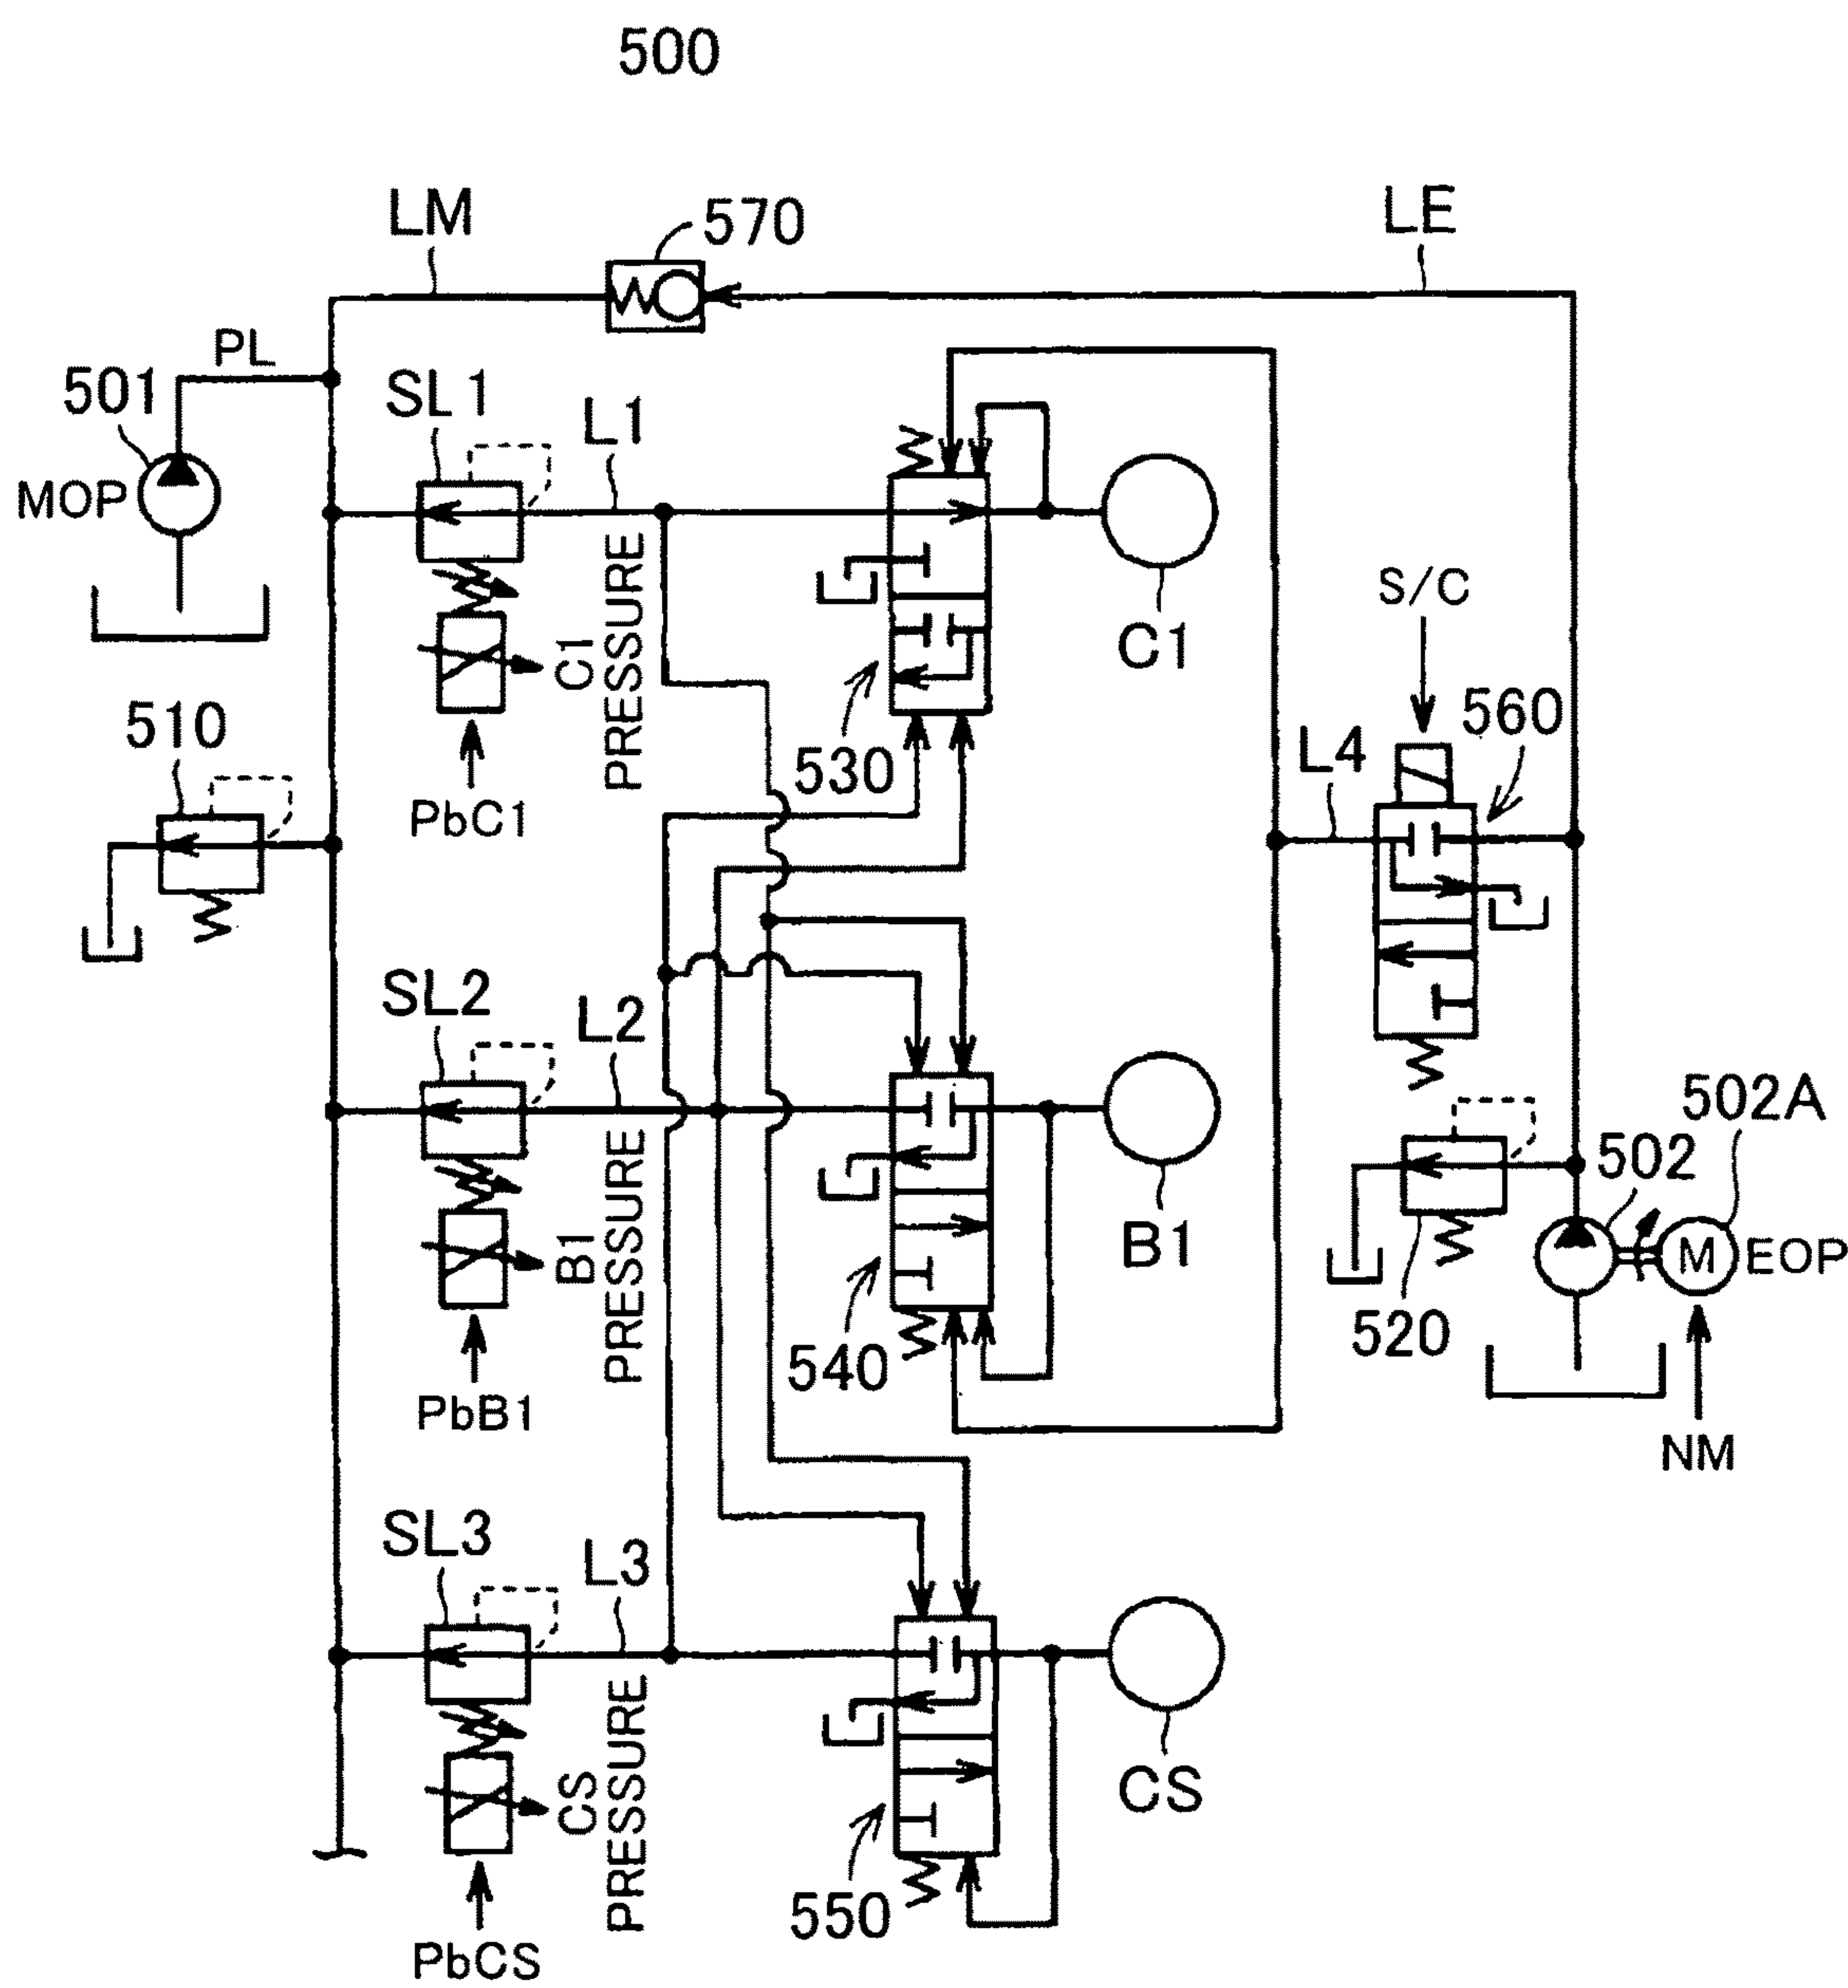 500
LM
570
LE
PL
501
MOP
SL1
L1
C1
PRESSURE
PbC1
530
C1
S/C
560
L4
510
SL2
L2
B1
PRESSURE
PbB1
540
B1
502A
502
M
EOP
520
NM
SL3
L3
CS
PRESSURE
PbCS
550
CS